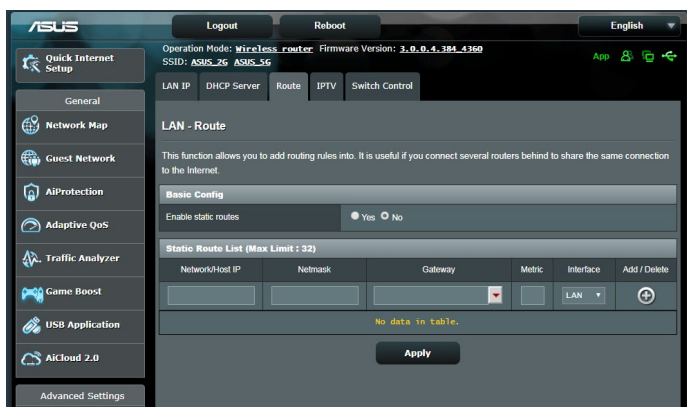 ASUS
Logout
Reboot
English
Quick Internet Setup
Operation Mode: Wireless router Firmware Version: 3.0.0.4.384_4360
SSID: ASUS_2G ASUS_5G
App
LAN IP DHCP Server Route IPTV Switch Control
General
Network Map
Guest Network
AiProtection
Adaptive QoS
Traffic Analyzer
Game Boost
USB Application
AiCloud 2.0
Advanced Settings
LAN - Route
This function allows you to add routing rules into. It is useful if you connect several routers behind to share the same connection
to the Internet.
Basic Config
Enable static routes Yes No
Static Route List (Max Limit : 32)
Network/Host IP Netmask Gateway Metric Interface Add / Delete
LAN
No data in table.
Apply